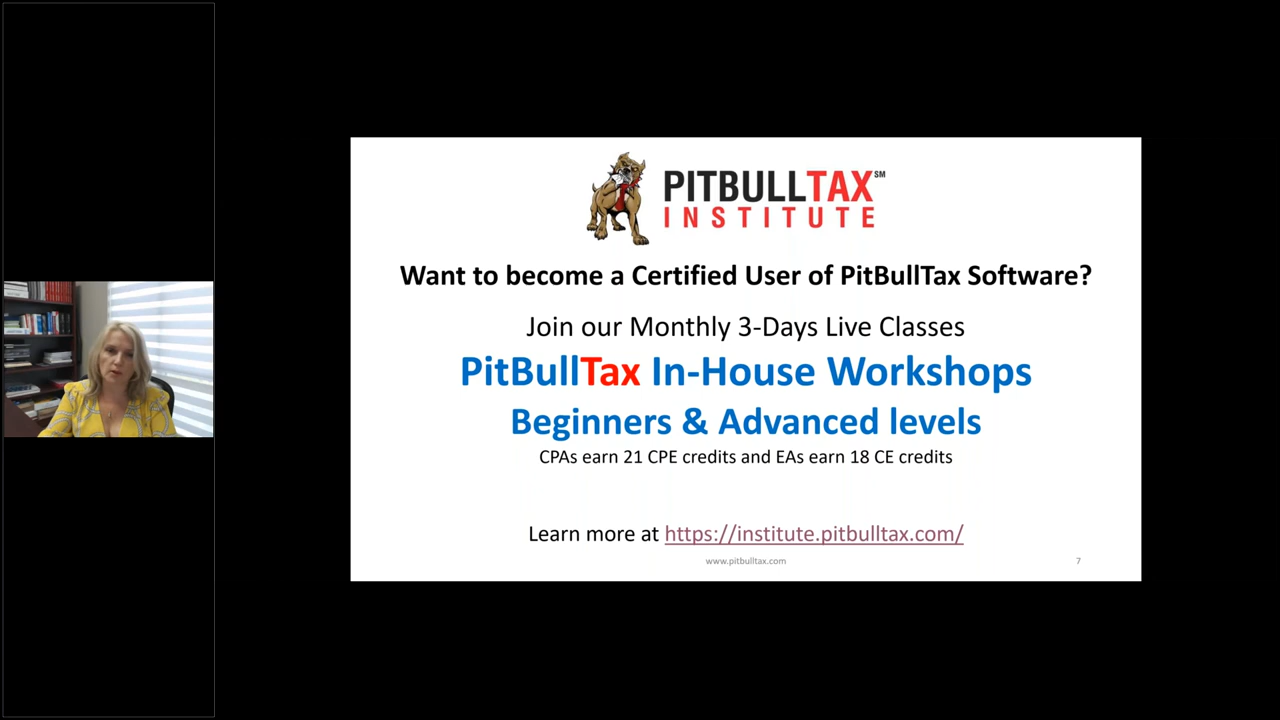 PITBULLTAX℠
INSTITUTE
Want to become a Certified User of PitBullTax Software?
Join our Monthly 3-Days Live Classes
PitBullTax In-House Workshops
Beginners & Advanced levels
CPAs earn 21 CPE credits and EAs earn 18 CE credits
Learn more at https://institute.pitbulltax.com/
www.pitbulltax.com
7